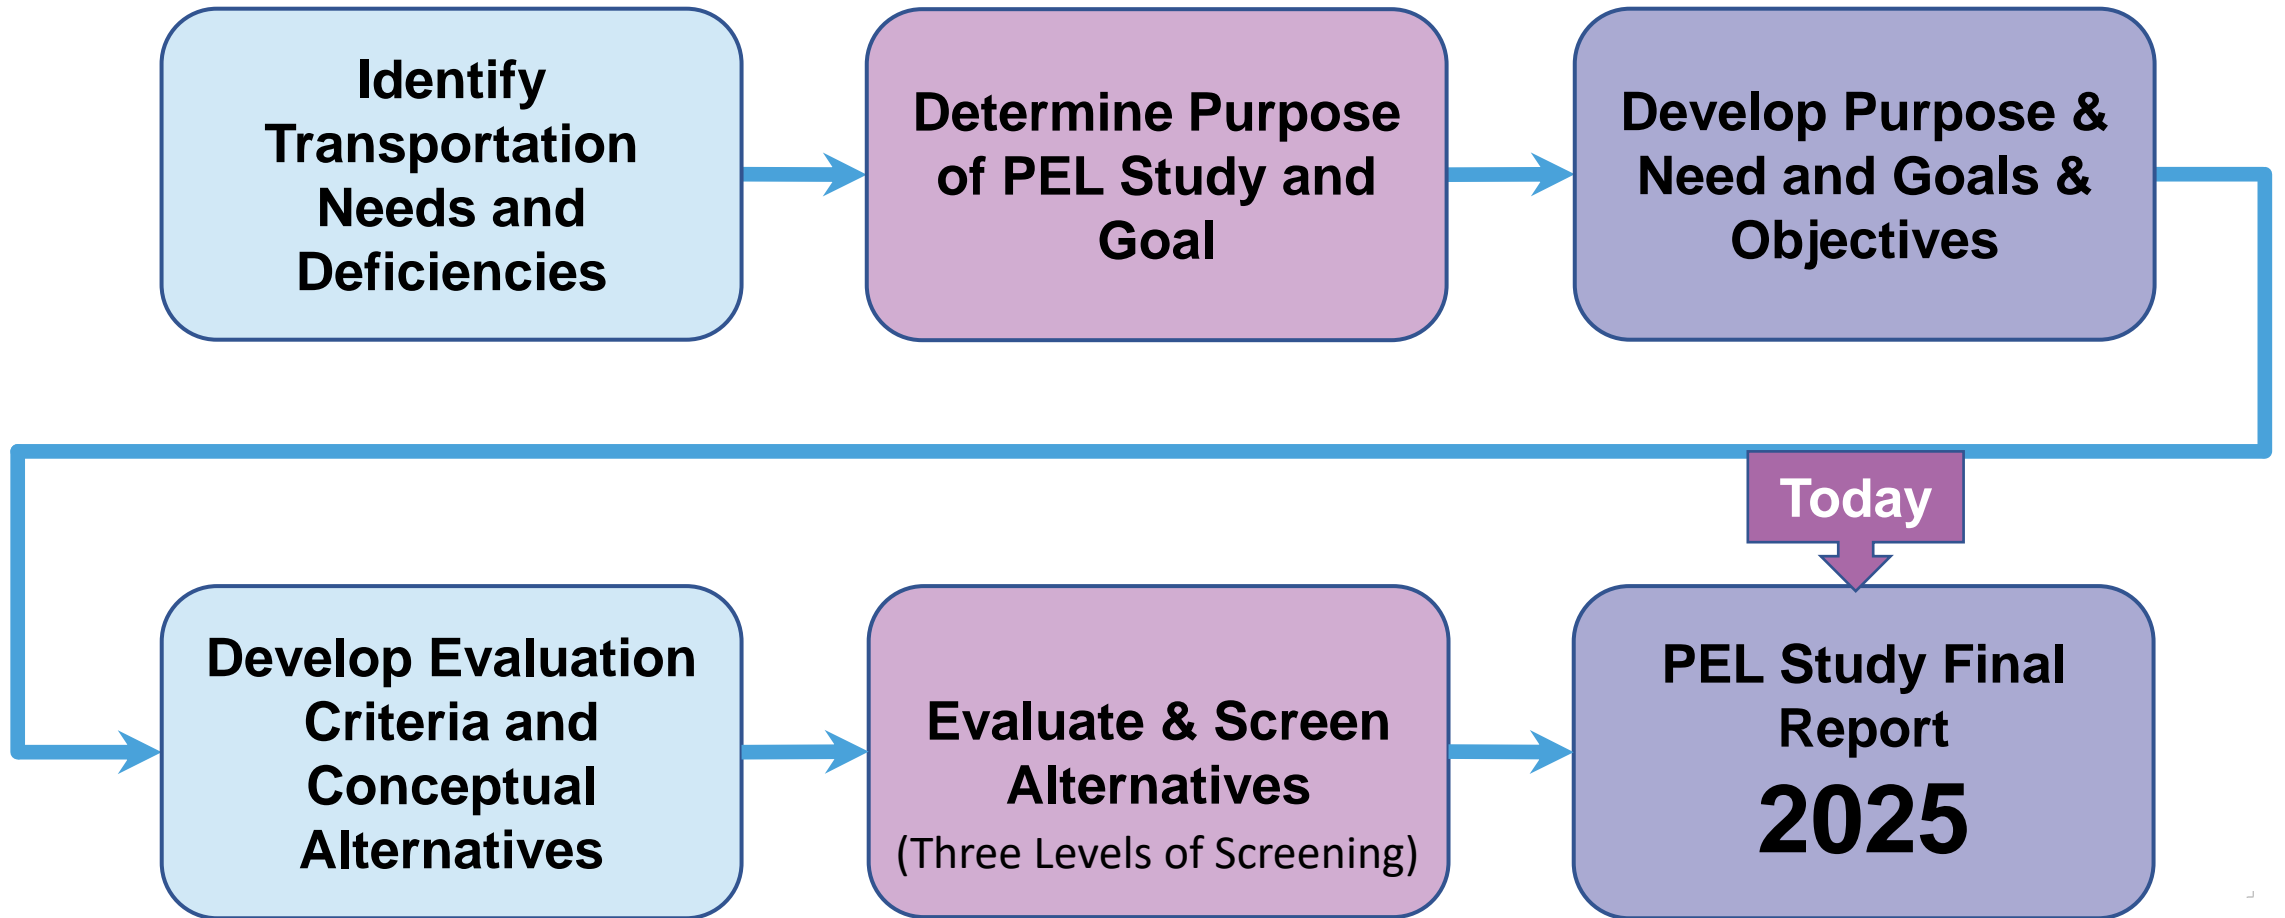 Identify
Transportation
Needs and
Deficiencies
Determine Purpose
of PEL Study and
Goal
Develop Purpose &
Need and Goals &
Objectives
Today
Develop Evaluation
Criteria and
Conceptual
Alternatives
Evaluate & Screen
Alternatives
(Three Levels of Screening)
PEL Study Final
Report
2025